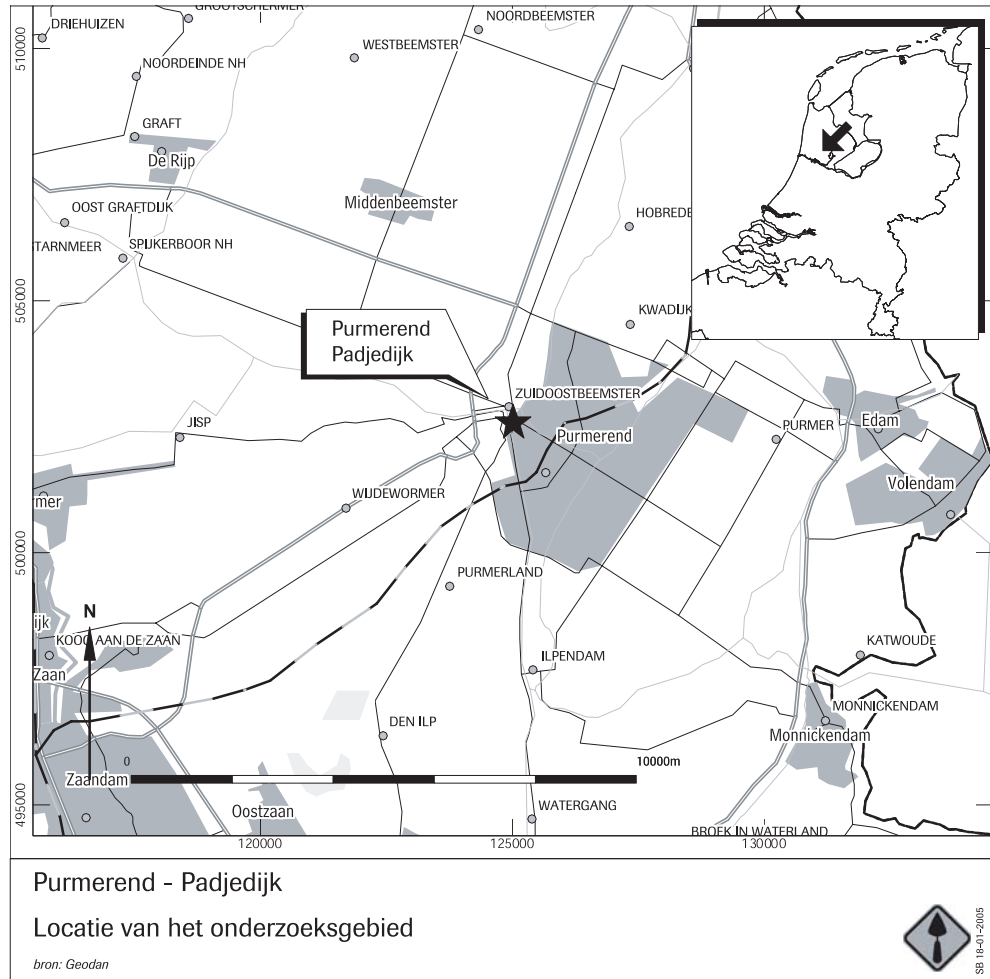 GROOTSCHERMER
DRIEHUIZEN
NOORDBEEMSTER
510000
WESTBEEMSTER
NOORDEINDE NH
GRAFT
De Rijp
Middenbeemster
OOST GRAFTDIJK
HOBREDE
STARNMEER
SPIJKERBOOR NH
505000
KWADIJK
Purmerend
Padjedijk
ZUIDOOSTBEEMSTER
JISP
Purmerend
PURMER
Edam
Volendam
rmer
WIJDEWORMER
500000
PURMERLAND
N
ijk
KOOG AAN DE ZAAN
KATWOUDE
Zaan
ILPENDAM
MONNICKENDAM
DEN ILP
Monnickendam
0
10000m
Zaandam
Oostzaan
WATERGANG
495000
BROEK IN WATERLAND
120000
125000
130000
Purmerend - Padjedijk
Locatie van het onderzoeksgebied
bron: Geodan
SB 18-01-2005